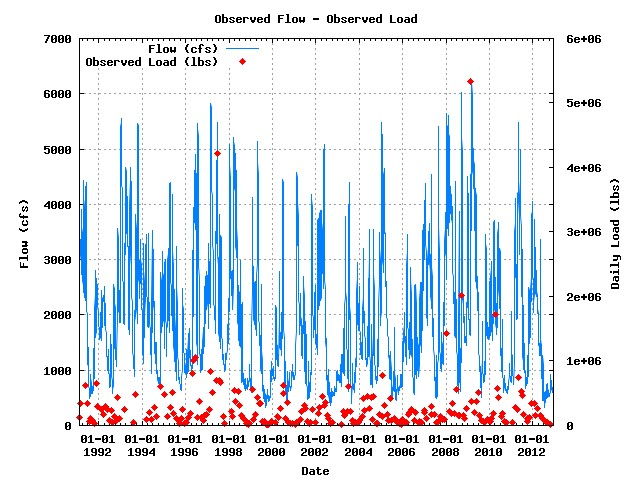 Observed Flow - Observed Load
7000
6000
5000
4000
3000
2000
1000
0
6e+06
5e+06
4e+06
3e+06
2e+06
1e+06
0
Flow (cfs)
Observed Load (lbs)
Flow (cfs)
Daily Load (lbs)
01-01 01-01 01-01 01-01 01-01 01-01 01-01 01-01 01-01 01-01 01-01
1992 1994 1996 1998 2000 2002 2004 2006 2008 2010 2012
Date